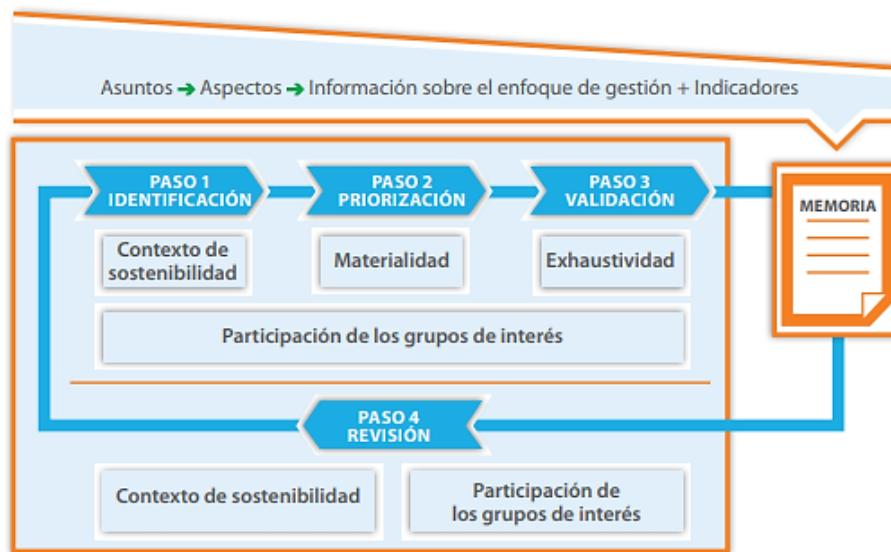 Asuntos ➔ Aspectos ➔ Información sobre el enfoque de gestión + Indicadores
PASO 1
IDENTIFICACIÓN
PASO 2
PRIORIZACIÓN
PASO 3
VALIDACIÓN
MEMORIA
Contexto de
sostenibilidad
Materialidad
Exhaustividad
Participación de los grupos de interés
PASO 4
REVISIÓN
Contexto de sostenibilidad
Participación de
los grupos de interés